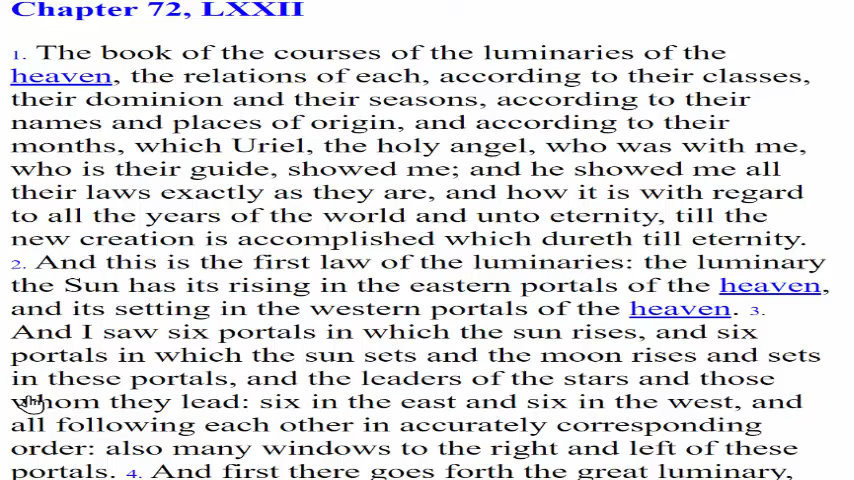 Chapter 72, LXXII
1. The book of the courses of the luminaries of the
heaven, the relations of each, according to their classes,
their dominion and their seasons, according to their
names and places of origin, and according to their
months, which Uriel, the holy angel, who was with me,
who is their guide, showed me; and he showed me all
their laws exactly as they are, and how it is with regard
to all the years of the world and unto eternity, till the
new creation is accomplished which dureth till eternity.
2. And this is the first law of the luminaries: the luminary
the Sun has its rising in the eastern portals of the heaven,
and its setting in the western portals of the heaven. 3.
And I saw six portals in which the sun rises, and six
portals in which the sun sets and the moon rises and sets
in these portals, and the leaders of the stars and those
whom they lead: six in the east and six in the west, and
all following each other in accurately corresponding
order: also many windows to the right and left of these
portals. 4. And first there goes forth the great luminary,